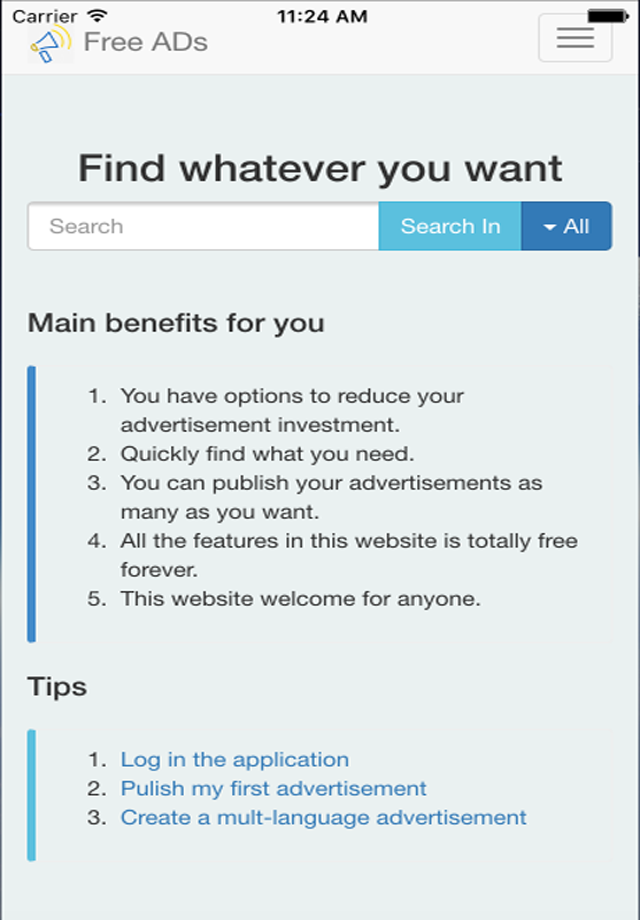 Carrier 11:24 AM
Free ADs
Find whatever you want
Search Search In All
Main benefits for you
1. You have options to reduce your
advertisement investment.
2. Quickly find what you need.
3. You can publish your advertisements as
many as you want.
4. All the features in this website is totally free
forever.
5. This website welcome for anyone.
Tips
1. Log in the application
2. Pulish my first advertisement
3. Create a mult-language advertisement